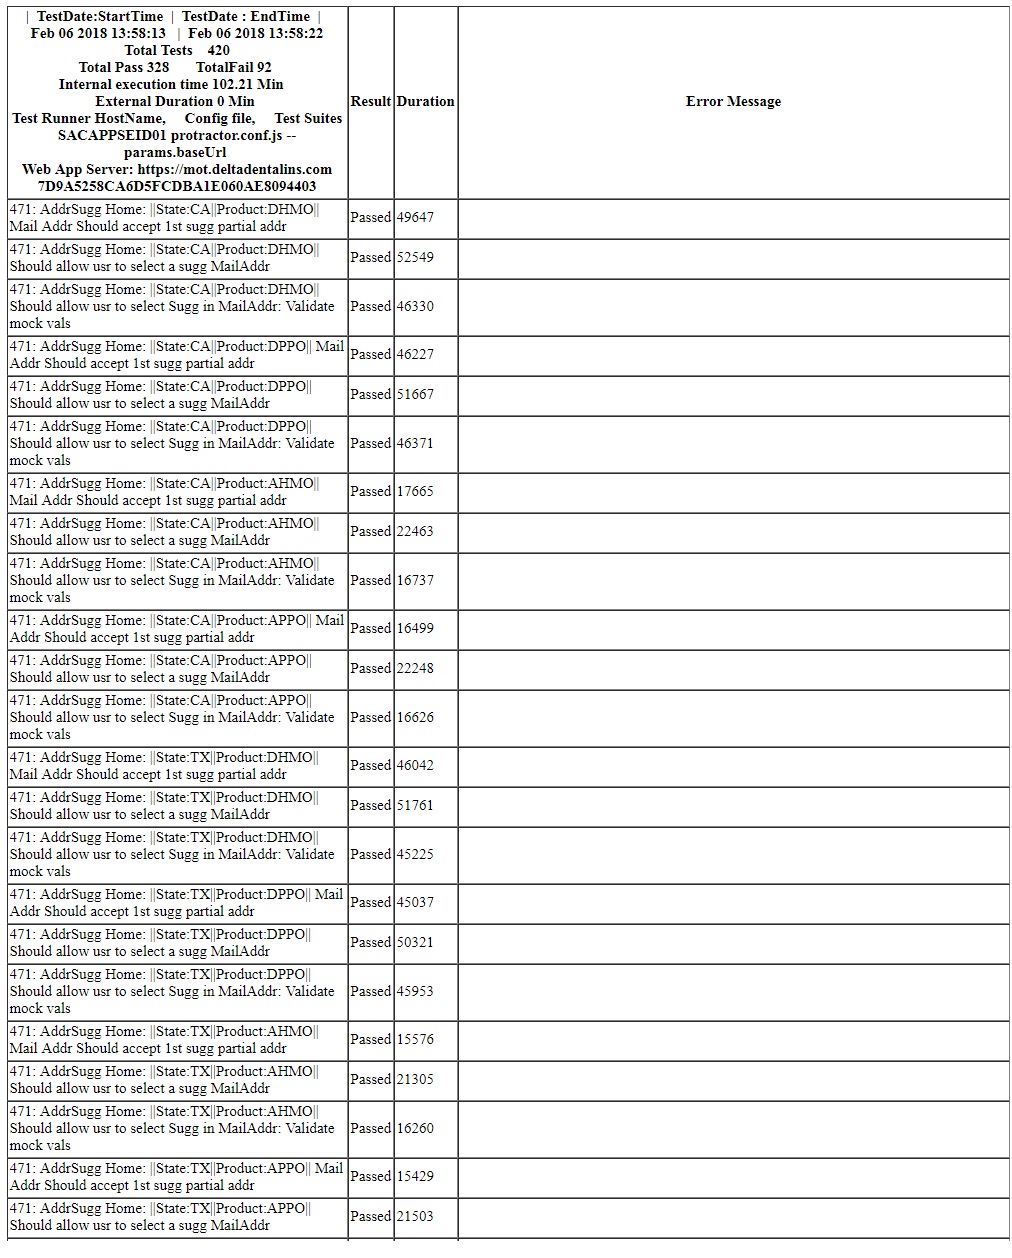 | TestDate:StartTime | TestDate : EndTime |
Feb 06 2018 13:58:13 | Feb 06 2018 13:58:22
Total Tests 420
Total Pass 328 TotalFail 92
Internal execution time 102.21 Min
External Duration 0 Min
Test Runner HostName, Config file, Test Suites
SACAPPSEID01 protractor.conf.js --
params.baseUrl
Web App Server: https://mot.deltadentalins.com
7D9A5258CA6D5FCDBA1E060AE8094403
Result Duration Error Message
471: AddrSugg Home: ||State:CA||Product:DHMO||
Mail Addr Should accept 1st sugg partial addr
Passed 49647
471: AddrSugg Home: ||State:CA||Product:DHMO||
Should allow usr to select a sugg MailAddr
Passed 52549
471: AddrSugg Home: ||State:CA||Product:DHMO||
Should allow usr to select Sugg in MailAddr: Validate
mock vals
Passed 46330
471: AddrSugg Home: ||State:CA||Product:DPPO|| Mail
Addr Should accept 1st sugg partial addr
Passed 46227
471: AddrSugg Home: ||State:CA||Product:DPPO||
Should allow usr to select a sugg MailAddr
Passed 51667
471: AddrSugg Home: ||State:CA||Product:DPPO||
Should allow usr to select Sugg in MailAddr: Validate
mock vals
Passed 46371
471: AddrSugg Home: ||State:CA||Product:AHMO||
Mail Addr Should accept 1st sugg partial addr
Passed 17665
471: AddrSugg Home: ||State:CA||Product:AHMO||
Should allow usr to select a sugg MailAddr
Passed 22463
471: AddrSugg Home: ||State:CA||Product:AHMO||
Should allow usr to select Sugg in MailAddr: Validate
mock vals
Passed 16737
471: AddrSugg Home: ||State:CA||Product:APPO|| Mail
Addr Should accept 1st sugg partial addr
Passed 16499
471: AddrSugg Home: ||State:CA||Product:APPO||
Should allow usr to select a sugg MailAddr
Passed 22248
471: AddrSugg Home: ||State:CA||Product:APPO||
Should allow usr to select Sugg in MailAddr: Validate
mock vals
Passed 16626
471: AddrSugg Home: ||State:TX||Product:DHMO||
Mail Addr Should accept 1st sugg partial addr
Passed 46042
471: AddrSugg Home: ||State:TX||Product:DHMO||
Should allow usr to select a sugg MailAddr
Passed 51761
471: AddrSugg Home: ||State:TX||Product:DHMO||
Should allow usr to select Sugg in MailAddr: Validate
mock vals
Passed 45225
471: AddrSugg Home: ||State:TX||Product:DPPO|| Mail
Addr Should accept 1st sugg partial addr
Passed 45037
471: AddrSugg Home: ||State:TX||Product:DPPO||
Should allow usr to select a sugg MailAddr
Passed 50321
471: AddrSugg Home: ||State:TX||Product:DPPO||
Should allow usr to select Sugg in MailAddr: Validate
mock vals
Passed 45953
471: AddrSugg Home: ||State:TX||Product:AHMO||
Mail Addr Should accept 1st sugg partial addr
Passed 15576
471: AddrSugg Home: ||State:TX||Product:AHMO||
Should allow usr to select a sugg MailAddr
Passed 21305
471: AddrSugg Home: ||State:TX||Product:AHMO||
Should allow usr to select Sugg in MailAddr: Validate
mock vals
Passed 16260
471: AddrSugg Home: ||State:TX||Product:APPO|| Mail
Addr Should accept 1st sugg partial addr
Passed 15429
471: AddrSugg Home: ||State:TX||Product:APPO||
Should allow usr to select a sugg MailAddr
Passed 21503